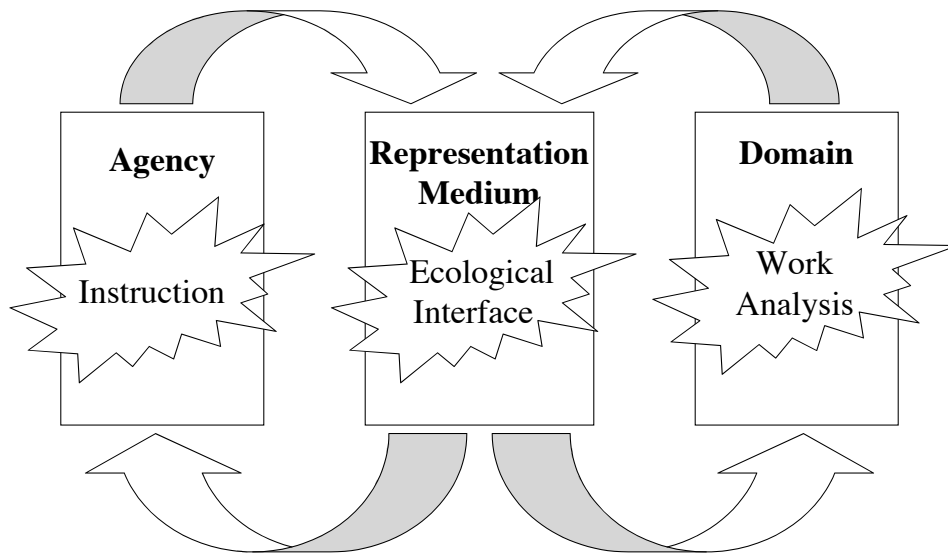 Agency
Instruction
Representation
Medium
Ecological
Interface
Domain
Work
Analysis